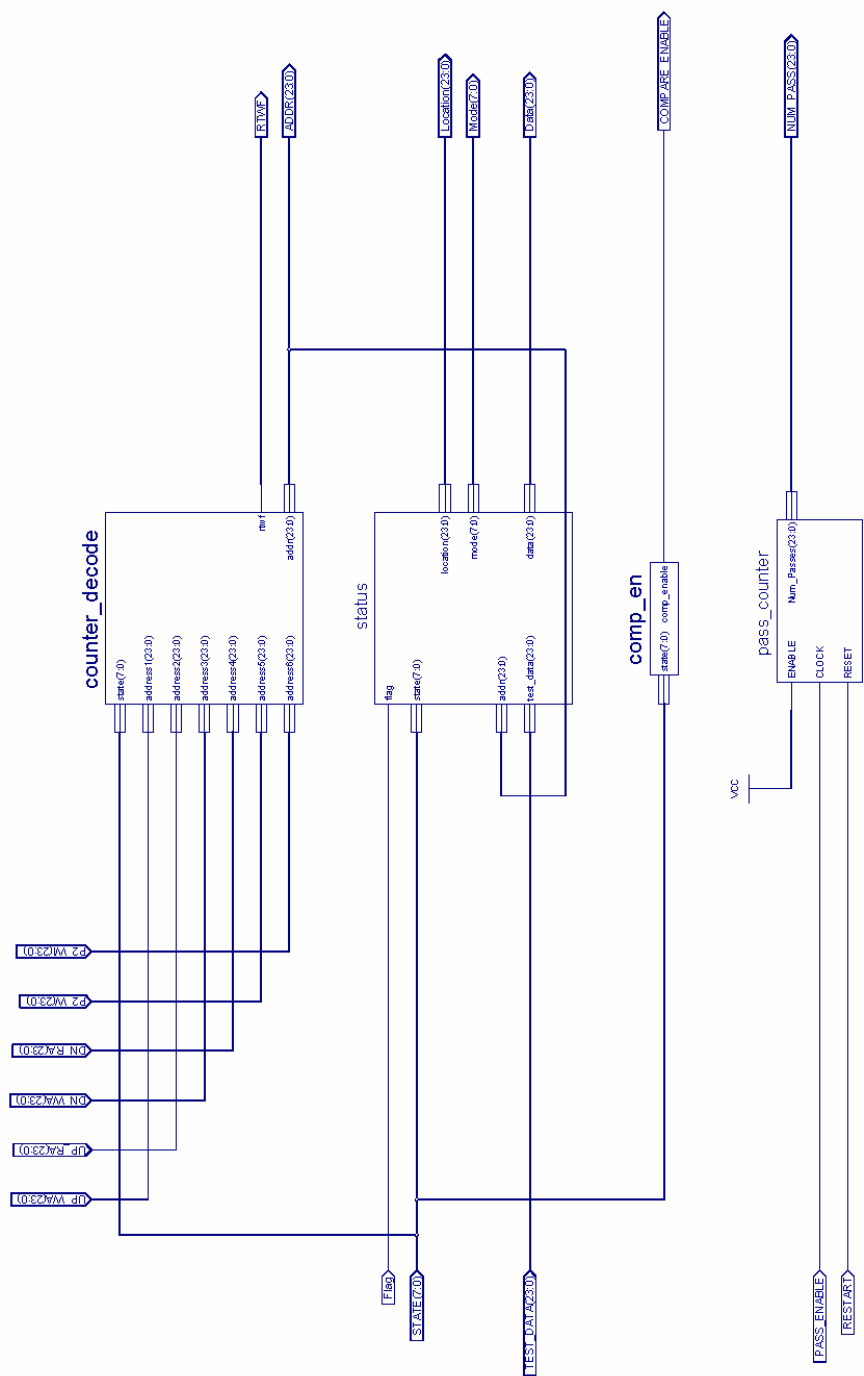 P2_WI(23:0)
P2_W(23:0)
DN_RA(23:0)
DN_WA(23:0)
UP_RA(23:0)
UP_WA(23:0)
counter_decode
state(7:0)
address1(23:0)
address2(23:0)
address3(23:0)
address4(23:0)
address5(23:0)
address6(23:0)
rtwf
addr(23:0)
RTWF
ADDR(23:0)
status
flag
state(7:0)
addr(23:0)
test_data(23:0)
location(23:0)
mode(7:0)
data(23:0)
Location(23:0)
Mode(7:0)
Data(23:0)
Flag
STATE(7:0)
TEST_DATA(23:0)
comp_en
state(7:0)
comp_enable
COMPARE_ENABLE
pass_counter
VCC
ENABLE
CLOCK
RESET
Num_Passes(23:0)
NUM_PASS(23:0)
PASS_ENABLE
RESTART